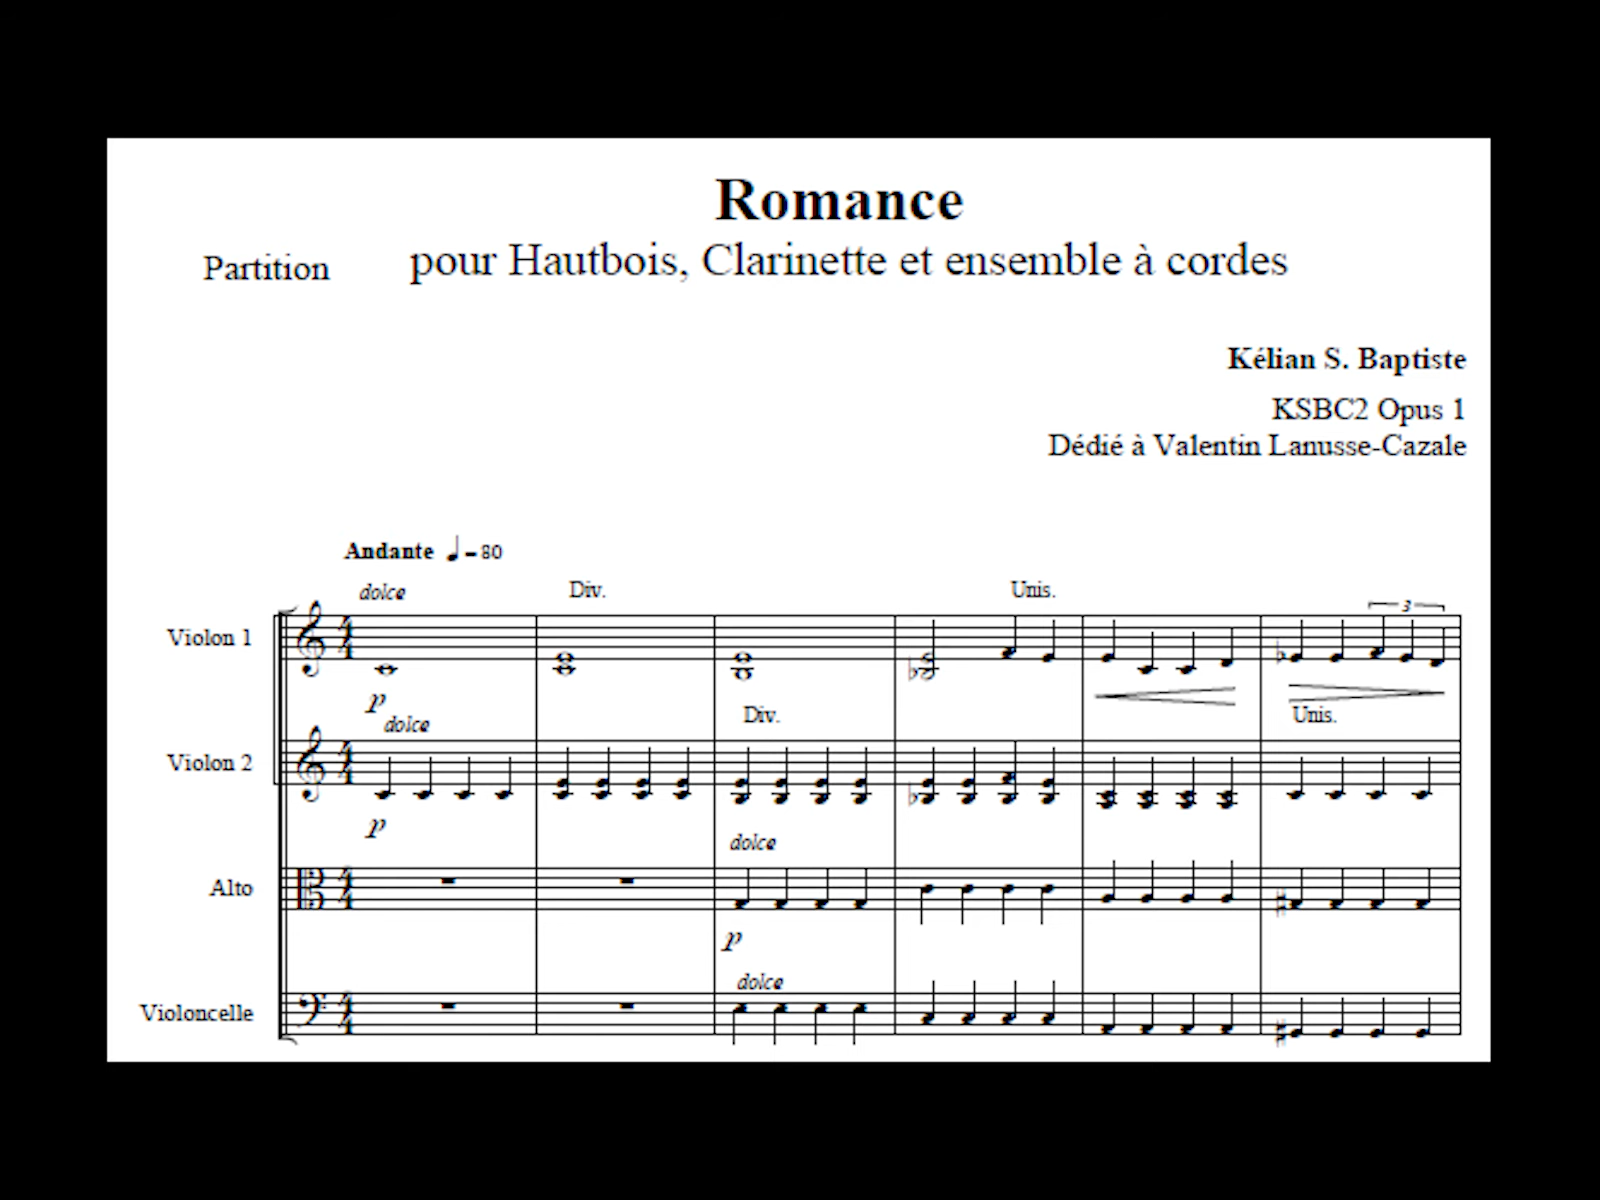 Romance
Partition pour Hautbois, Clarinette et ensemble à cordes
Kélian S. Baptiste
KSBC2 Opus 1
Dédié à Valentin Lanusse-Cazale
Andante ♩=80
dolce Div. Unis.
3
Violon 1
p
dolce Div. Unis.
Violon 2
p
dolce
Alto
p
dolce
Violoncelle